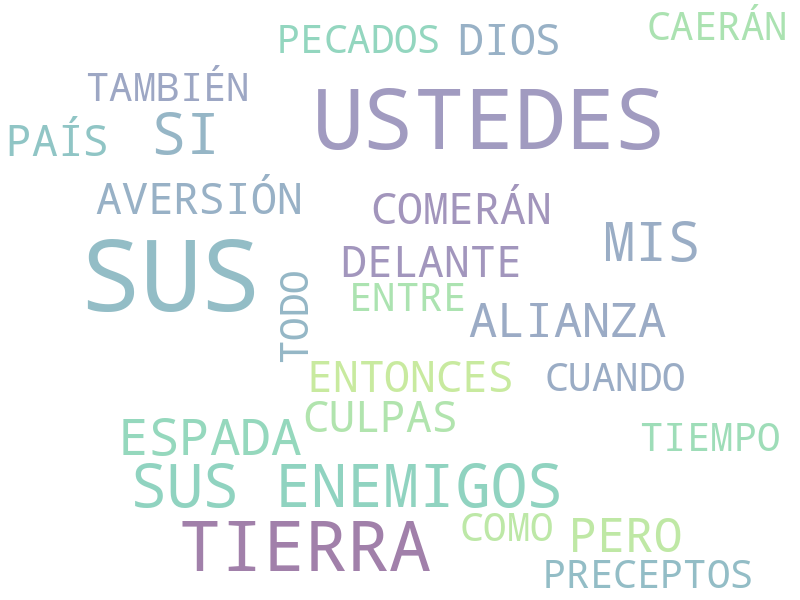 CAERÁN
PECADOS DIOS
TAMBIÉN
USTEDES
PAÍS SI
AVERSIÓN
COMERÁN
MIS
SUS
DELANTE
TODO
ENTRE
ALIANZA
ENTONCES CUANDO
CULPAS
ESPADA
TIEMPO
SUS ENEMIGOS
TIERRA
COMO PERO
PRECEPTOS